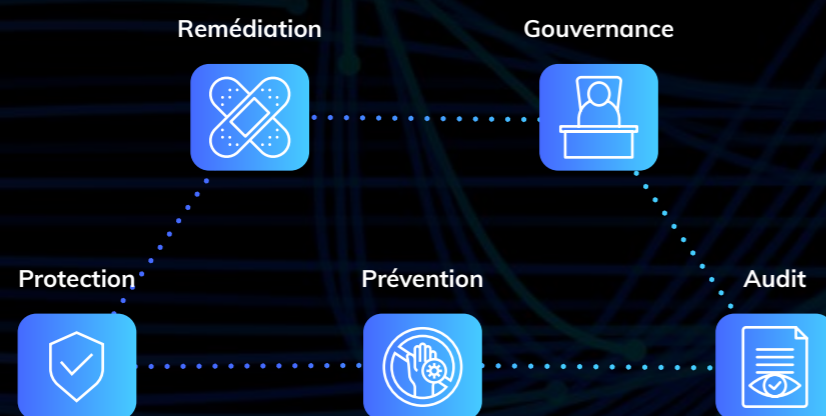 Remédiation
Gouvernance
Protection
Prévention
Audit